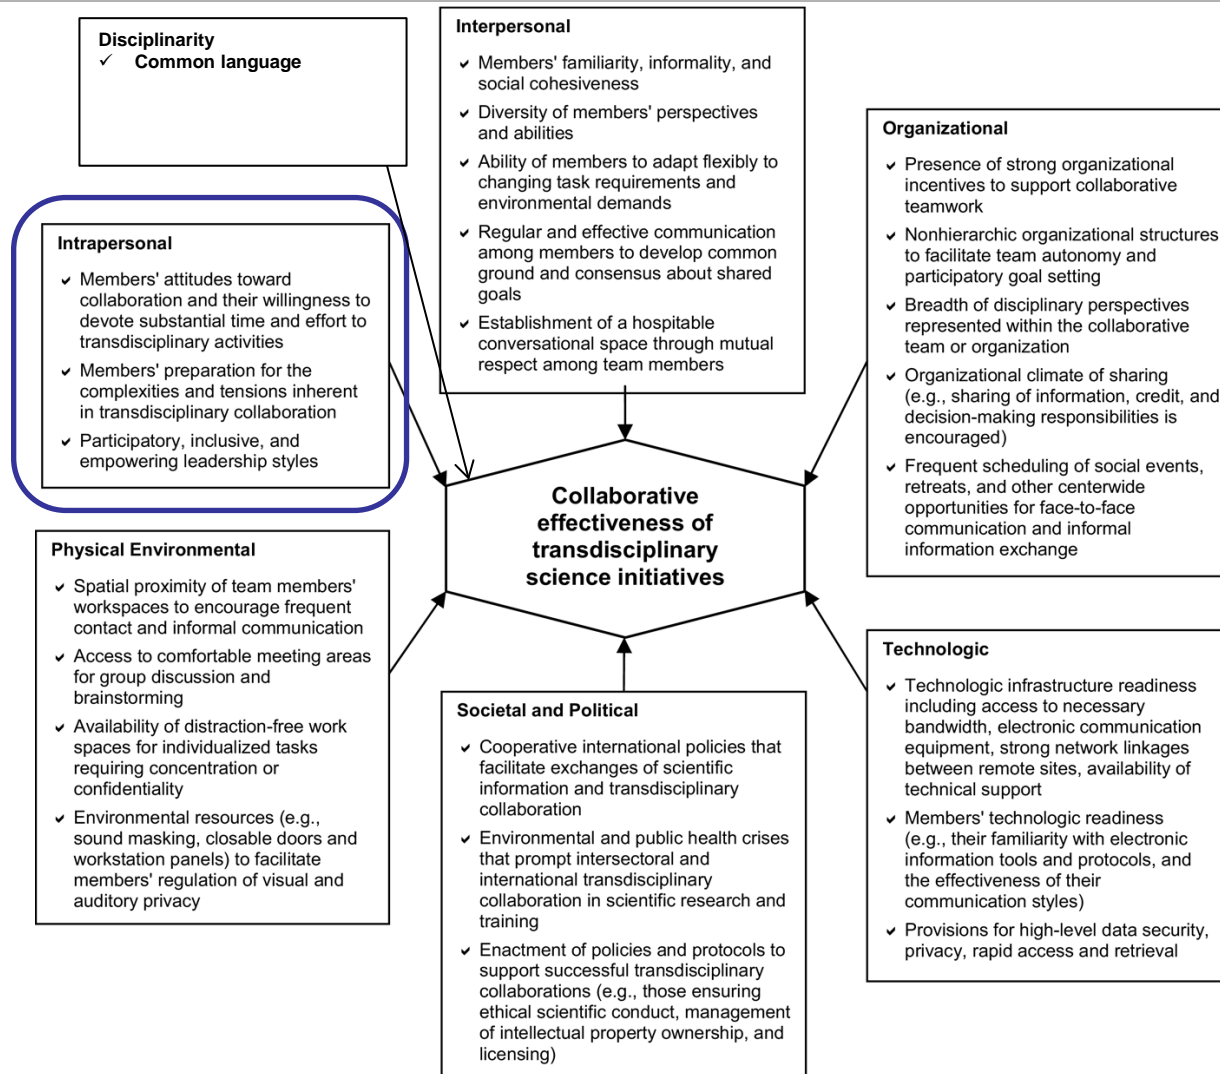 Disciplinarity
✓ Common language
Interpersonal
✓ Members' familiarity, informality, and
social cohesiveness
✓ Diversity of members' perspectives
and abilities
✓ Ability of members to adapt flexibly to
changing task requirements and
environmental demands
✓ Regular and effective communication
among members to develop common
ground and consensus about shared
goals
✓ Establishment of a hospitable
conversational space through mutual
respect among team members
Organizational
✓ Presence of strong organizational
incentives to support collaborative
teamwork
✓ Nonhierarchic organizational structures
to facilitate team autonomy and
participatory goal setting
✓ Breadth of disciplinary perspectives
represented within the collaborative
team or organization
✓ Organizational climate of sharing
(e.g., sharing of information, credit, and
decision-making responsibilities is
encouraged)
✓ Frequent scheduling of social events,
retreats, and other centerwide
opportunities for face-to-face
communication and informal
information exchange
Intrapersonal
✓ Members' attitudes toward
collaboration and their willingness to
devote substantial time and effort to
transdisciplinary activities
✓ Members' preparation for the
complexities and tensions inherent
in transdisciplinary collaboration
✓ Participatory, inclusive, and
empowering leadership styles
Collaborative
effectiveness of
transdisciplinary
science initiatives
Physical Environmental
✓ Spatial proximity of team members'
workspaces to encourage frequent
contact and informal communication
✓ Access to comfortable meeting areas
for group discussion and
brainstorming
✓ Availability of distraction-free work
spaces for individualized tasks
requiring concentration or
confidentiality
✓ Environmental resources (e.g.,
sound masking, closable doors and
workstation panels) to facilitate
members' regulation of visual and
auditory privacy
Societal and Political
✓ Cooperative international policies that
facilitate exchanges of scientific
information and transdisciplinary
collaboration
✓ Environmental and public health crises
that prompt intersectoral and
international transdisciplinary
collaboration in scientific research and
training
✓ Enactment of policies and protocols to
support successful transdisciplinary
collaborations (e.g., those ensuring
ethical scientific conduct, management
of intellectual property ownership, and
licensing)
Technologic
✓ Technologic infrastructure readiness
including access to necessary
bandwidth, electronic communication
equipment, strong network linkages
between remote sites, availability of
technical support
✓ Members' technologic readiness
(e.g., their familiarity with electronic
information tools and protocols, and
the effectiveness of their
communication styles)
✓ Provisions for high-level data security,
privacy, rapid access and retrieval